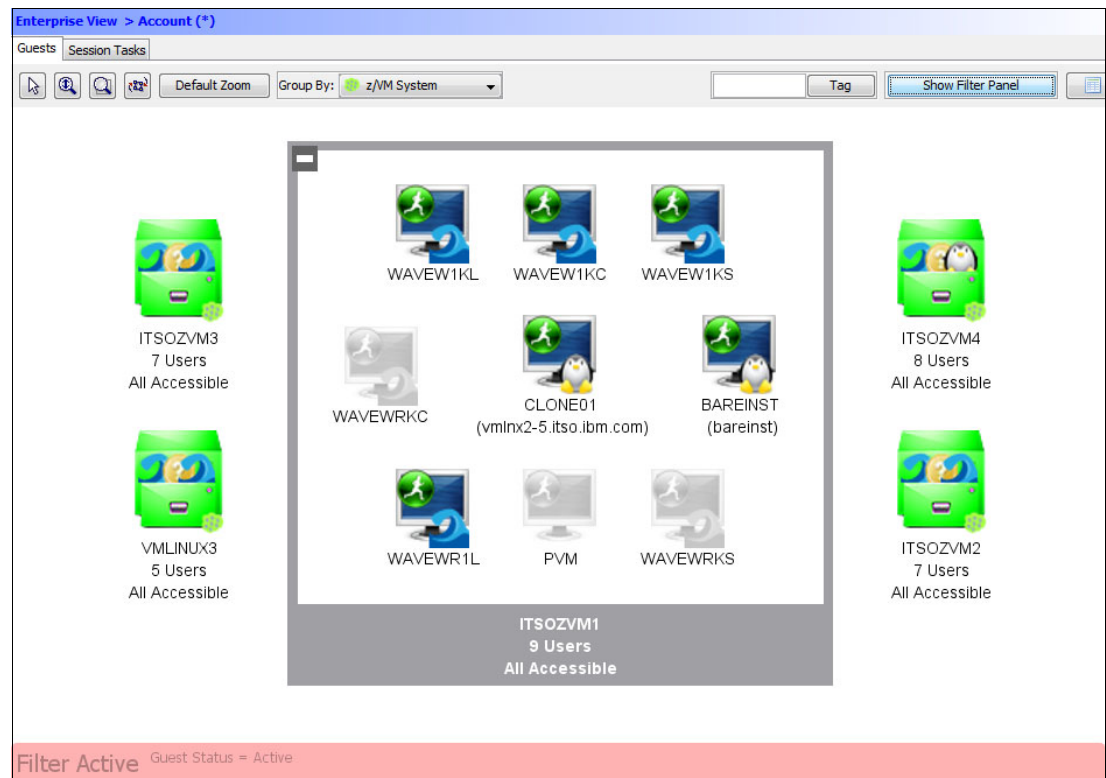 Enterprise View > Account (*)
Guests Session Tasks
Default Zoom Group By: z/VM System Tag Show Filter Panel
WAVEW1KL WAVEW1KC WAVEW1KS
ITSOZVM3
7 Users
All Accessible
ITSOZVM4
8 Users
All Accessible
WAVEWRKC
CLONE01
(vmlnx2-5.itso.ibm.com)
BAREINST
(bareinst)
WAVEWR1L PVM WAVEWRKS
VMLINUX3
5 Users
All Accessible
ITSOZVM2
7 Users
All Accessible
ITSOZVM1
9 Users
All Accessible
Filter Active Guest Status = Active